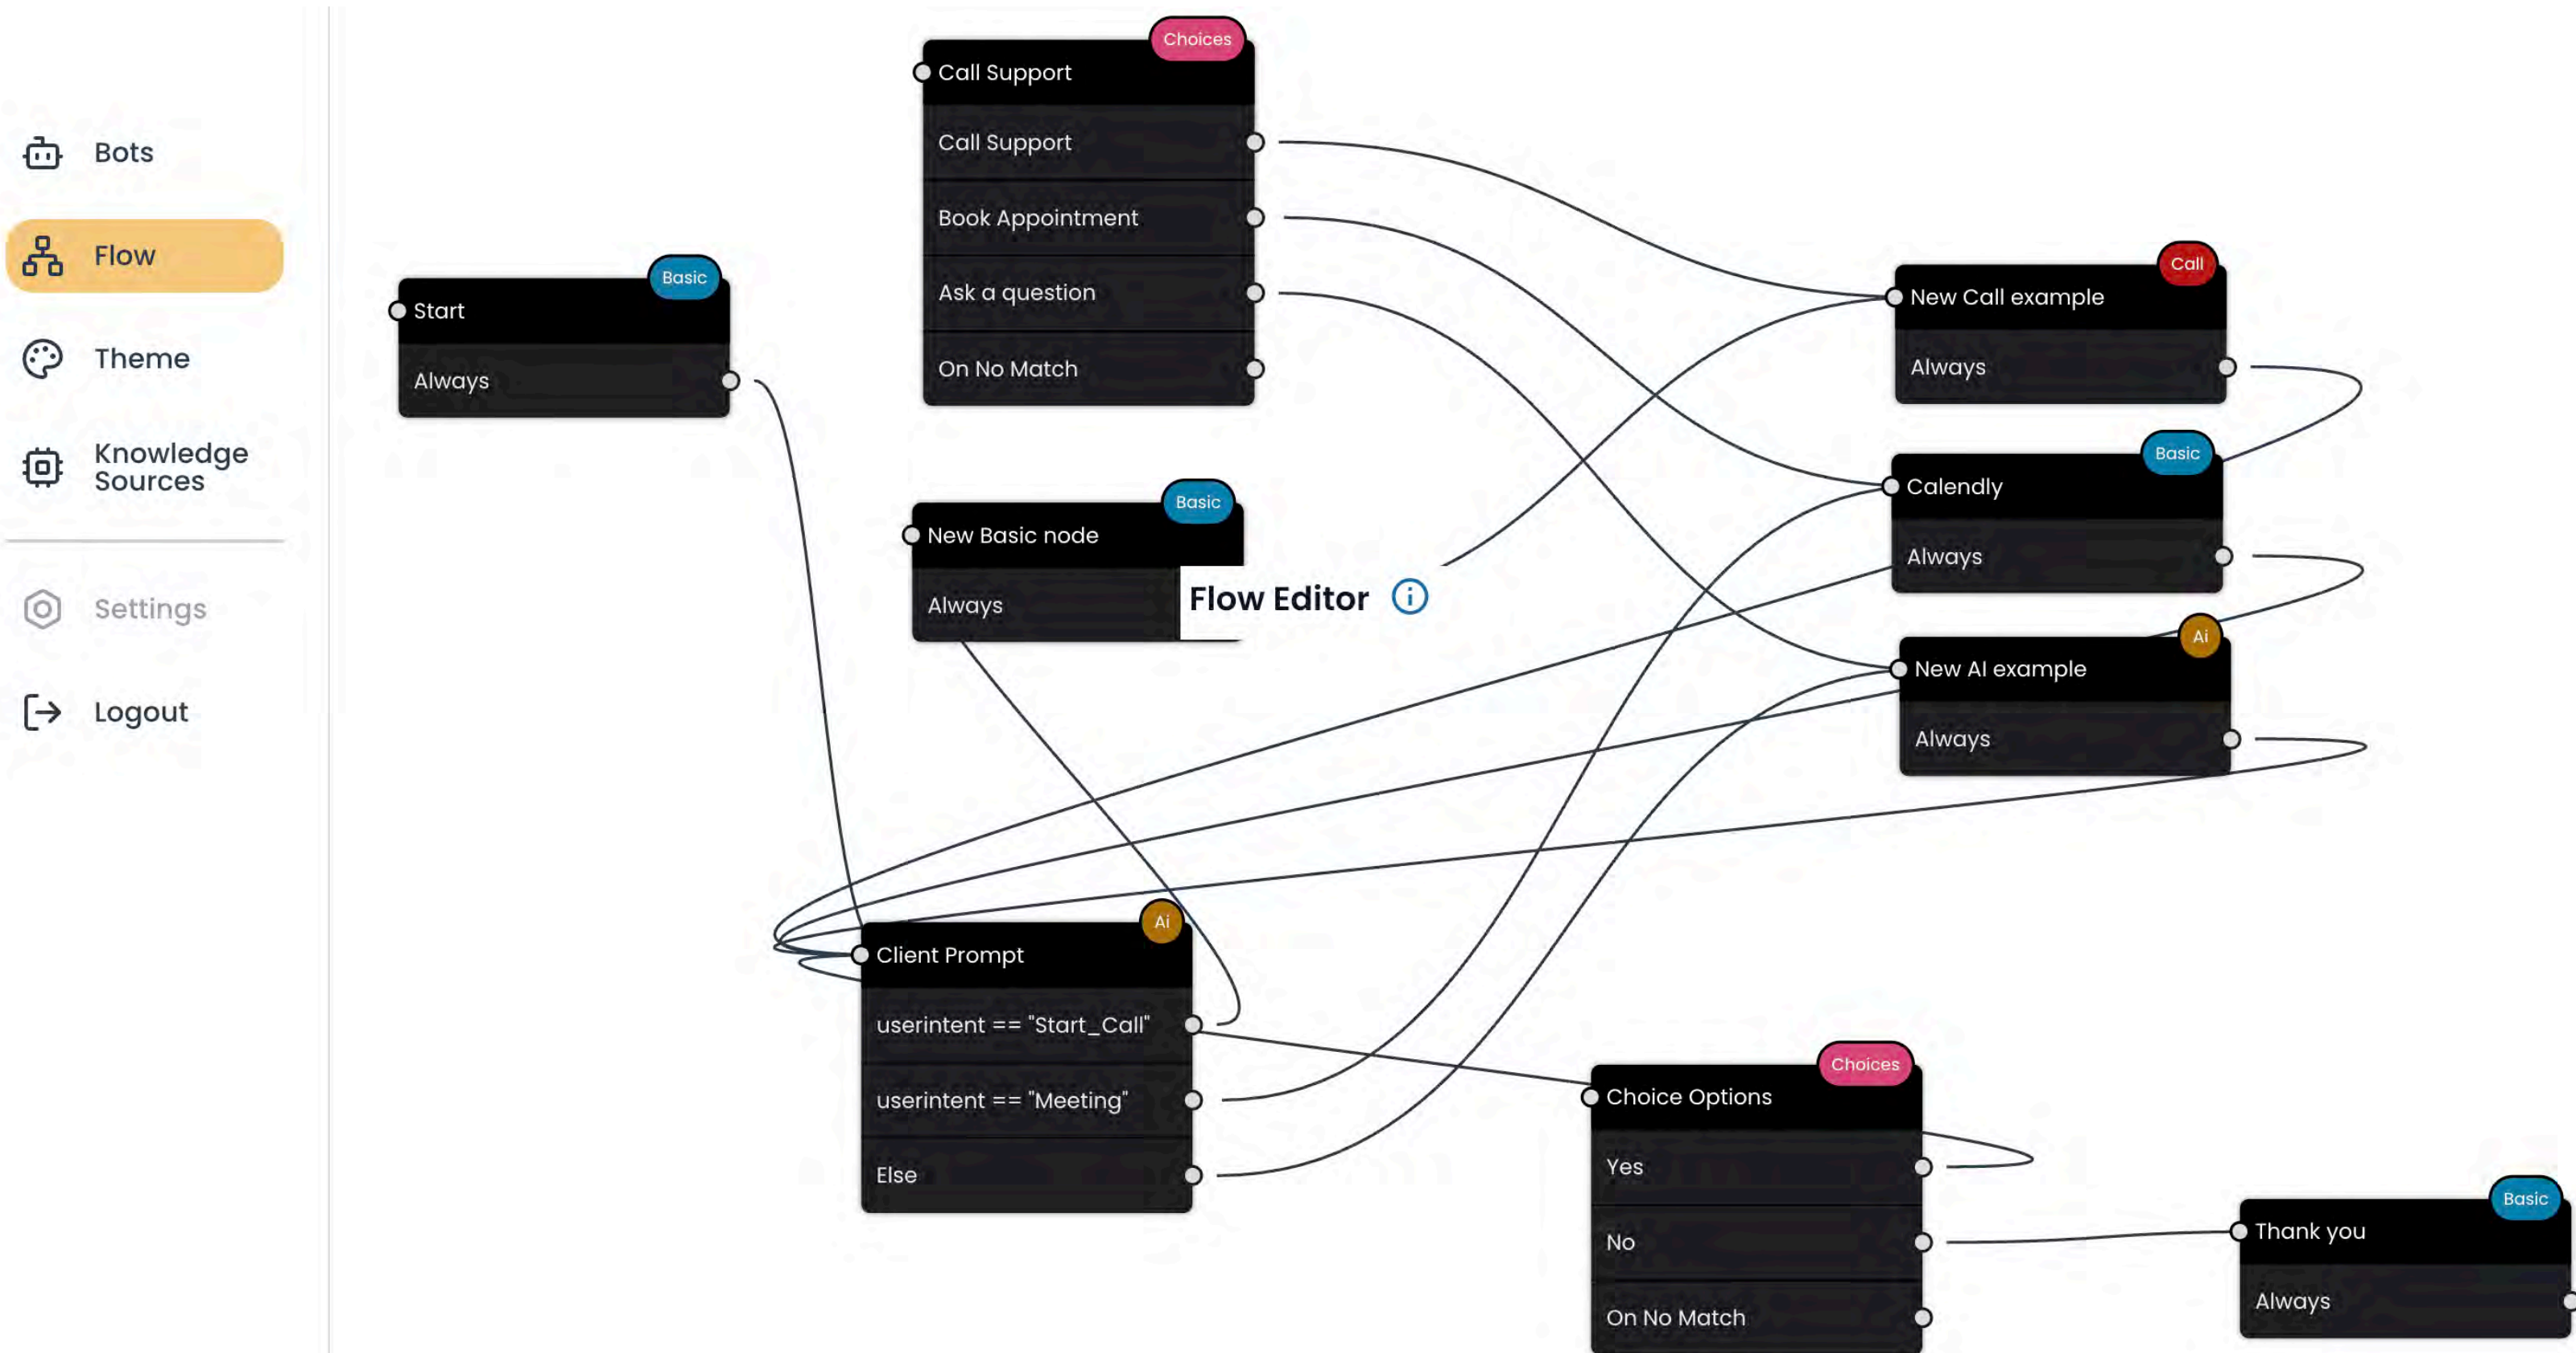 Bots
Flow
Theme
Knowledge
Sources
Settings
Logout
Basic
Start
Always
Choices
Call Support
Call Support
Book Appointment
Ask a question
On No Match
Basic
New Basic node
Always
Flow Editor
Call
New Call example
Always
Basic
Calendly
Always
Ai
New AI example
Always
Ai
Client Prompt
userintent == "Start_Call"
userintent == "Meeting"
Else
Choices
Choice Options
Yes
No
On No Match
Basic
Thank you
Always